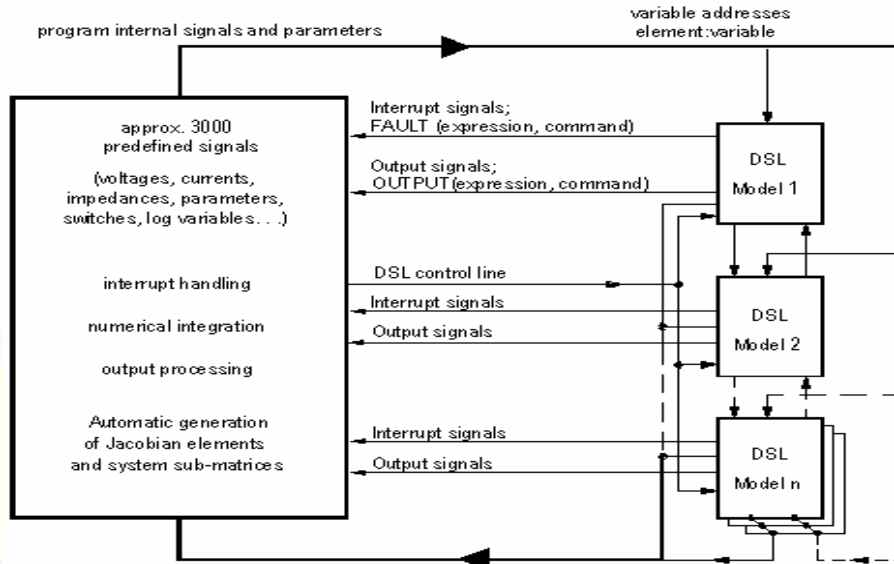 program internal signals and parameters
variable addresses
element:variable
approx. 3000
predefined signals
(voltages, currents,
impedances, parameters,
switches, log variables. . .)
interrupt handling
numerical integration
output processing
Automatic generation
of Jacobian elements
and system sub-matrices
Interrupt signals;
FAULT (expression, command)
Output signals;
OUTPUT(expression, command)
DSL control line
Interrupt signals
Output signals
Interrupt signals
Output signals
DSL
Model 1
DSL
Model 2
DSL
Model n